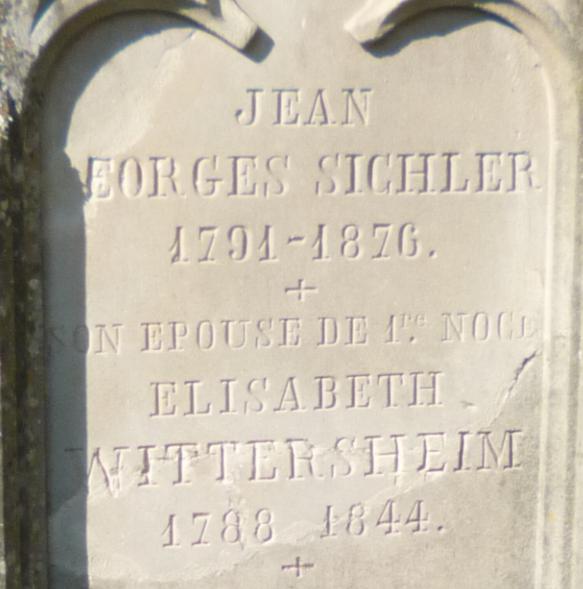 JEAN
EORGES SICHLER
1791-1876.
+
SON EPOUSE DE 1re NOCE
ELISABETH
WITTERSHEIM
1788 1844.
+